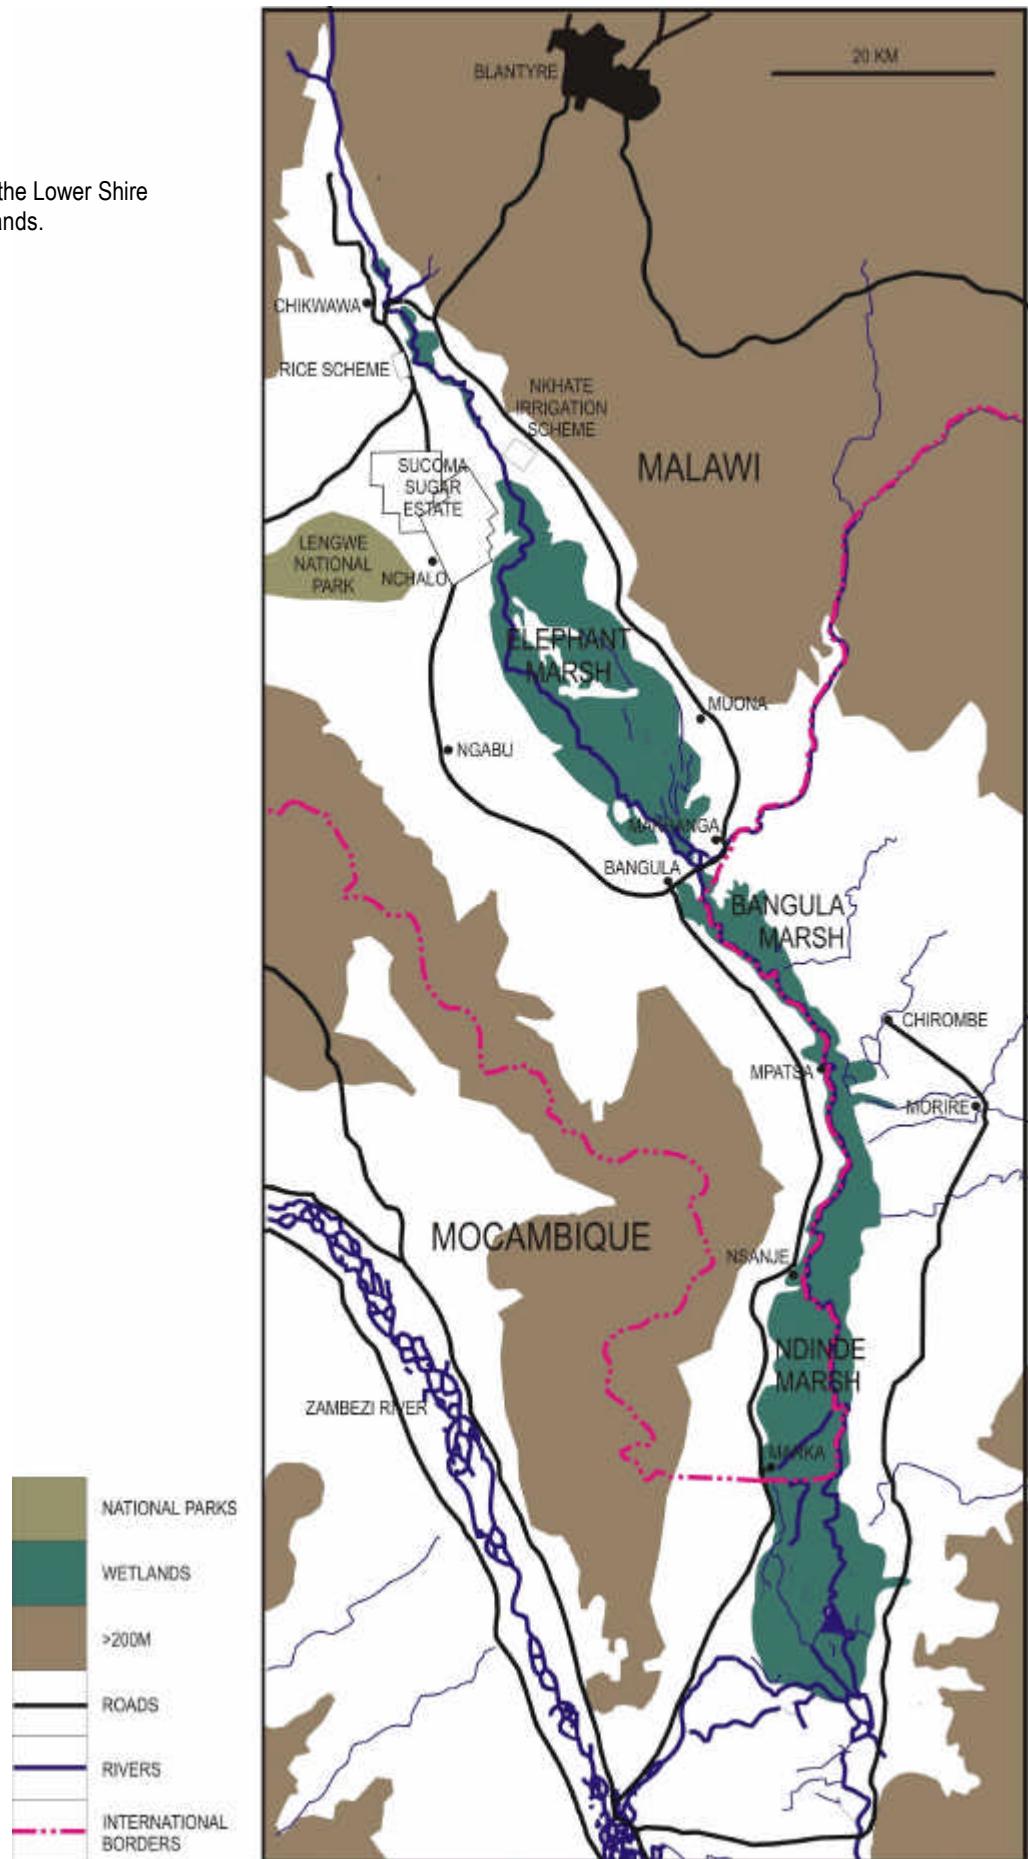 the Lower Shire
ands.
BLANTYRE
20 KM
CHIKWAWA
RICE SCHEME
NKHATE
IRRIGATION
SCHEME
MALAWI
SUCOMA
SUGAR
ESTATE
LENGWE
NATIONAL
PARK
NCHALO
ELEPHANT
MARSH
MUONA
NGABU
MAKHANGA
BANGULA
BANGULA
MARSH
CHIROMBE
MPATSA
MORIRE
MOCAMBIQUE
NSANJE
NDINDE
MARSH
ZAMBEZI RIVER
MARKA
NATIONAL PARKS
WETLANDS
>200M
ROADS
RIVERS
INTERNATIONAL
BORDERS